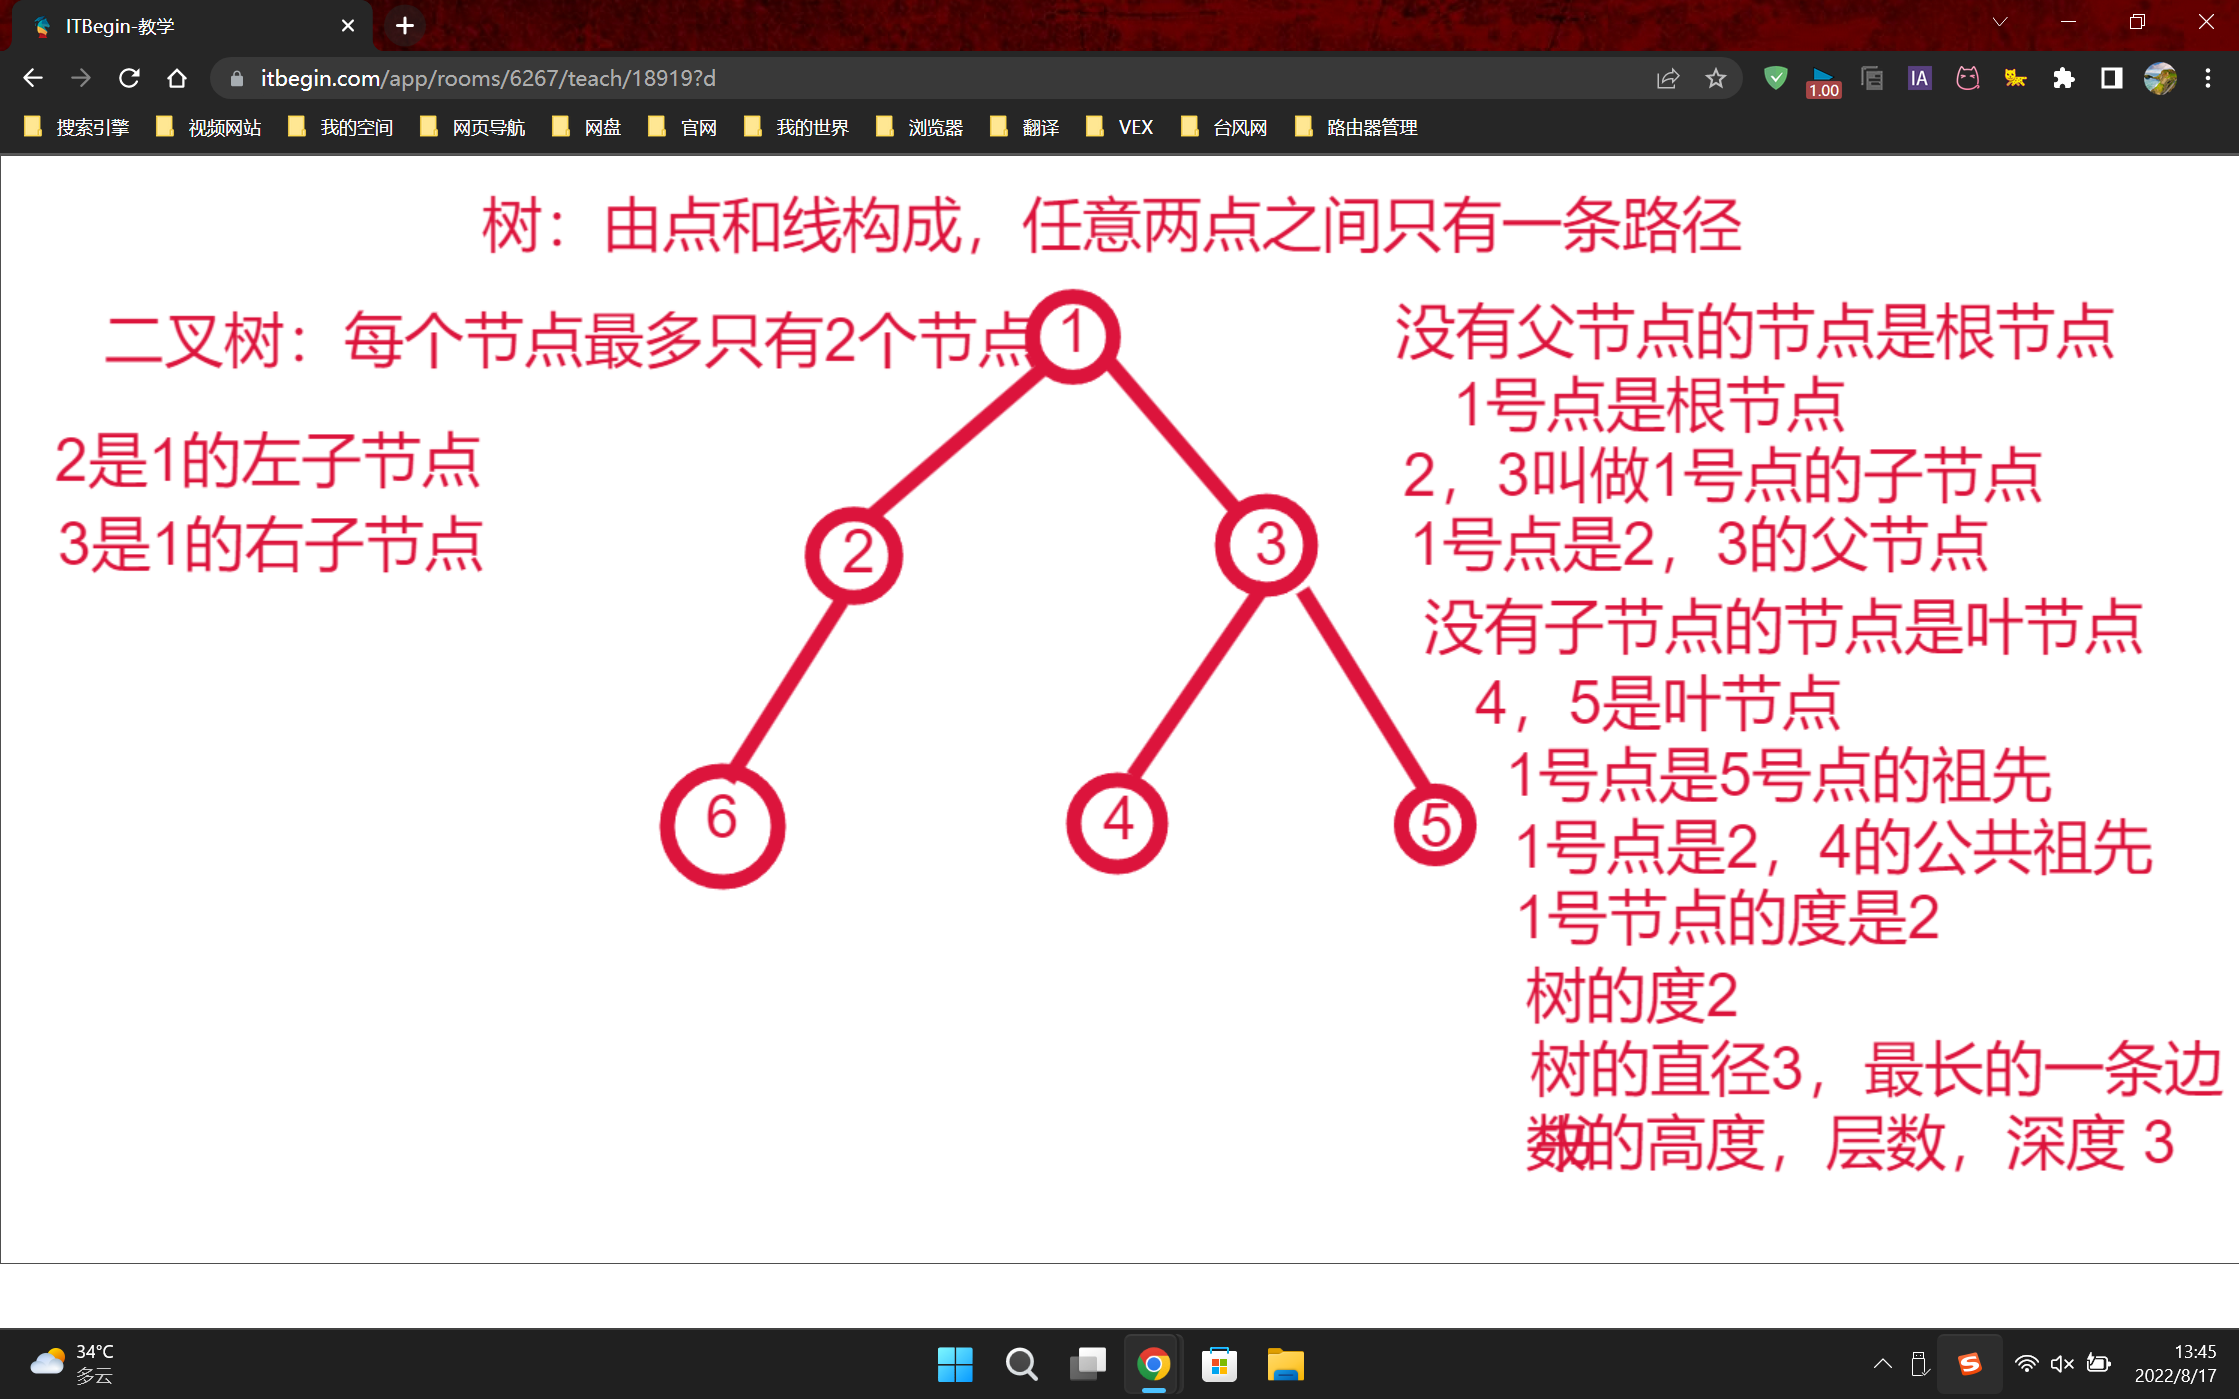 ITBegin-教学
itbegin.com/app/rooms/6267/teach/18919?d
1.00
IA
搜索引擎 视频网站 我的空间 网页导航 网盘 官网 我的世界 浏览器 翻译 VEX 台风网 路由器管理
树：由点和线构成，任意两点之间只有一条路径
二叉树：每个节点最多只有2个节点
2是1的左子节点
3是1的右子节点
1
2
3
6
4
5
没有父节点的节点是根节点
1号点是根节点
2，3叫做1号点的子节点
1号点是2，3的父节点
没有子节点的节点是叶节点
4，5是叶节点
1号点是5号点的祖先
1号点是2，4的公共祖先
1号节点的度是2
树的度2
树的直径3，最长的一条边
的高度，层数，深度 3
34°C
多云
13:45
2022/8/17